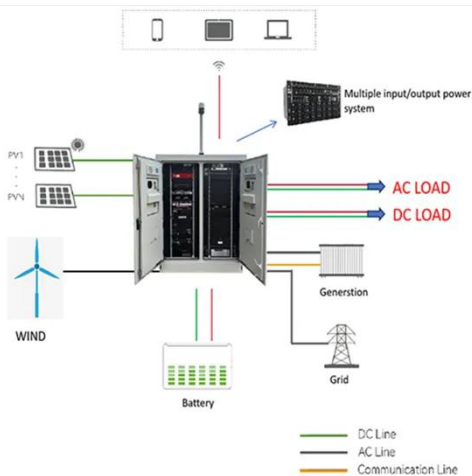 Multiple input/output power
system
PV1
PVN
AC LOAD
DC LOAD
WIND
Generstion
Grid
Battery
DC Line
AC Line
Communication Line